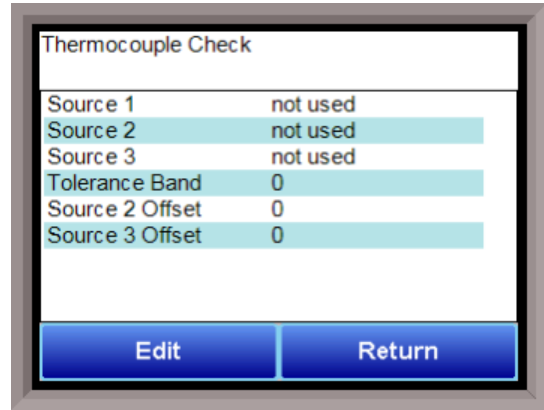 Thermocouple Check
Source 1 not used
Source 2 not used
Source 3 not used
Tolerance Band 0
Source 2 Offset 0
Source 3 Offset 0
Edit Return